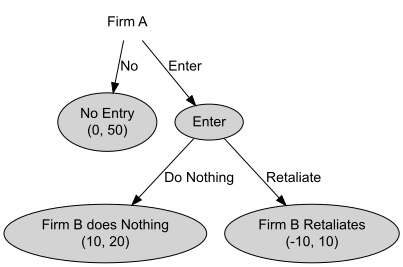 Firm A
No
Enter
No Entry
(0, 50)
Enter
Do Nothing
Retaliate
Firm B does Nothing
(10, 20)
Firm B Retaliates
(-10, 10)